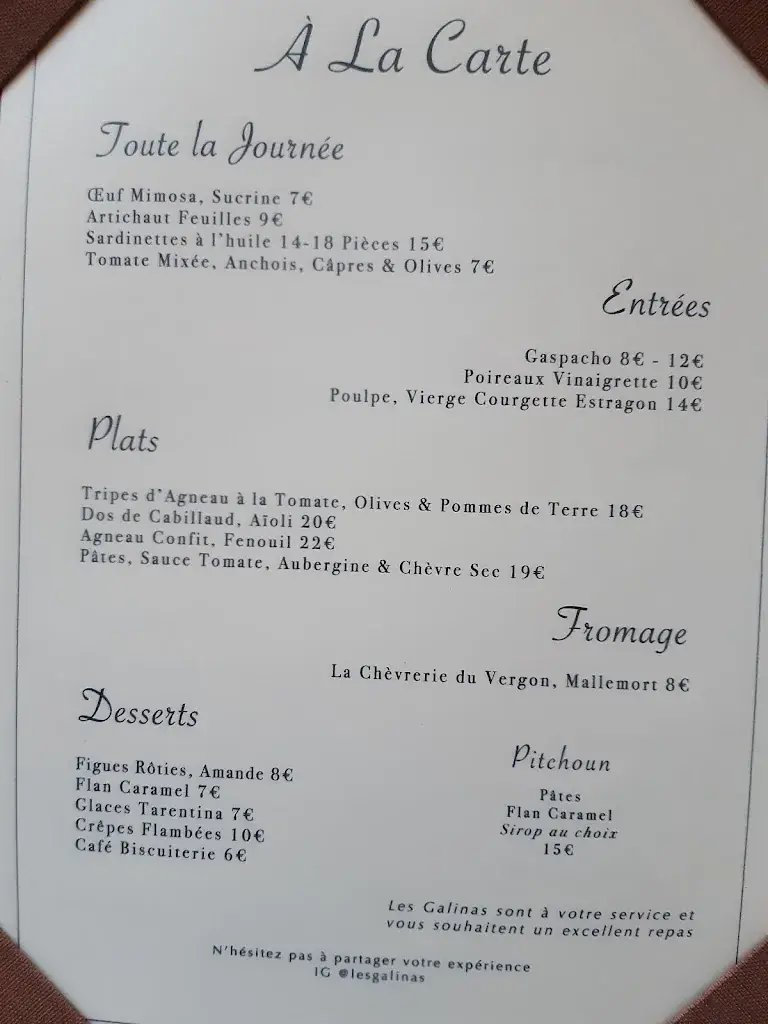 À La Carte
Toute la Journée
Œuf Mimosa, Sucrine 7€
Artichaut Feuilles 9€
Sardinettes à l'huile 14-18 Pièces 15€
Tomate Mixée, Anchois, Câpres & Olives 7€
Entrées
Gaspacho 8€ - 12€
Poireaux Vinaigrette 10€
Poulpe, Vierge Courgette Estragon 14€
Plats
Tripes d'Agneau à la Tomate, Olives & Pommes de Terre 18€
Dos de Cabillaud, Aïoli 20€
Agneau Confit, Fenouil 22€
Pâtes, Sauce Tomate, Aubergine & Chèvre Sec 19€
Fromage
La Chèvrerie du Vergon, Mallemort 8€
Desserts
Figues Rôties, Amande 8€
Flan Caramel 7€
Glaces Tarentina 7€
Crêpes Flambées 10€
Café Biscuiterie 6€
Pitchoun
Pâtes
Flan Caramel
Sirop au choix
15€
Les Galinas sont à votre service et
vous souhaitent un excellent repas
N'hésitez pas à partager votre expérience
IG @lesgalinas